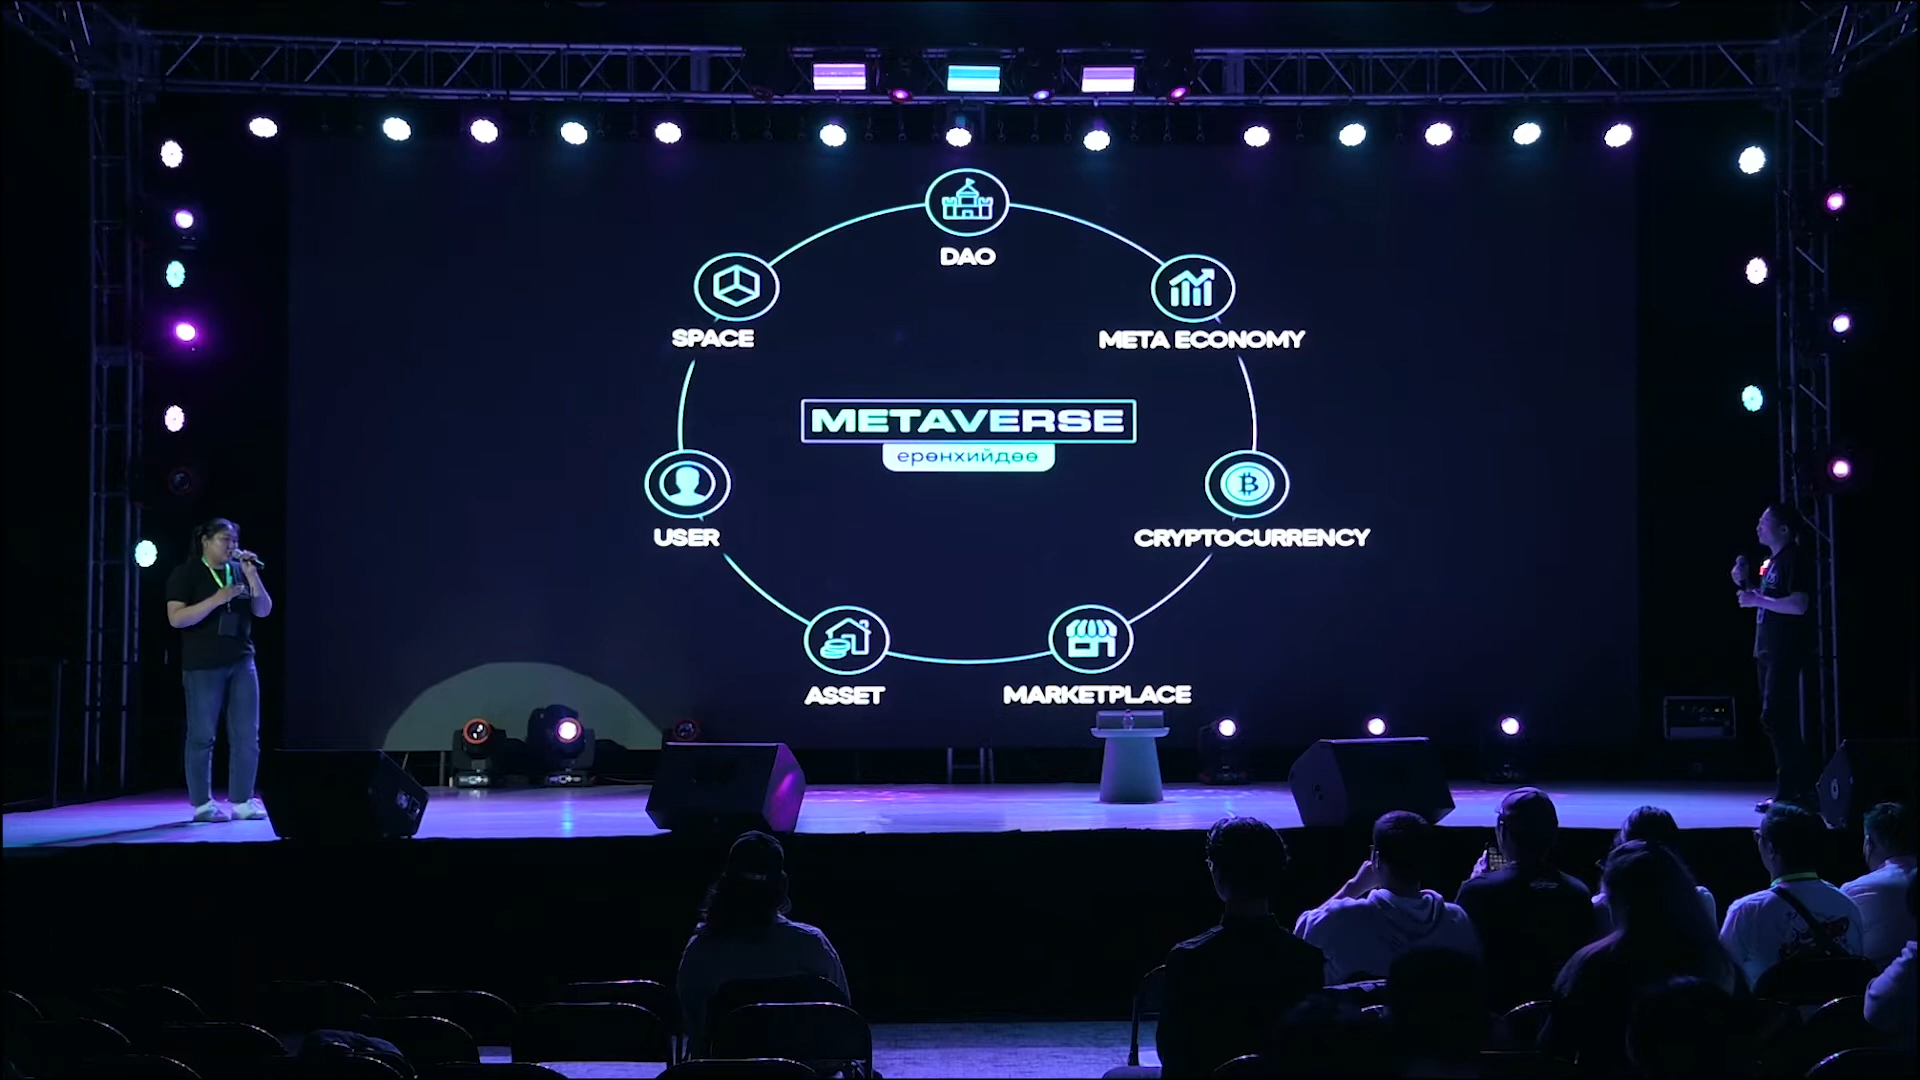 DAO
SPACE
META ECONOMY
METAVERSE
ерөнхийдөө
USER
CRYPTOCURRENCY
ASSET
MARKETPLACE